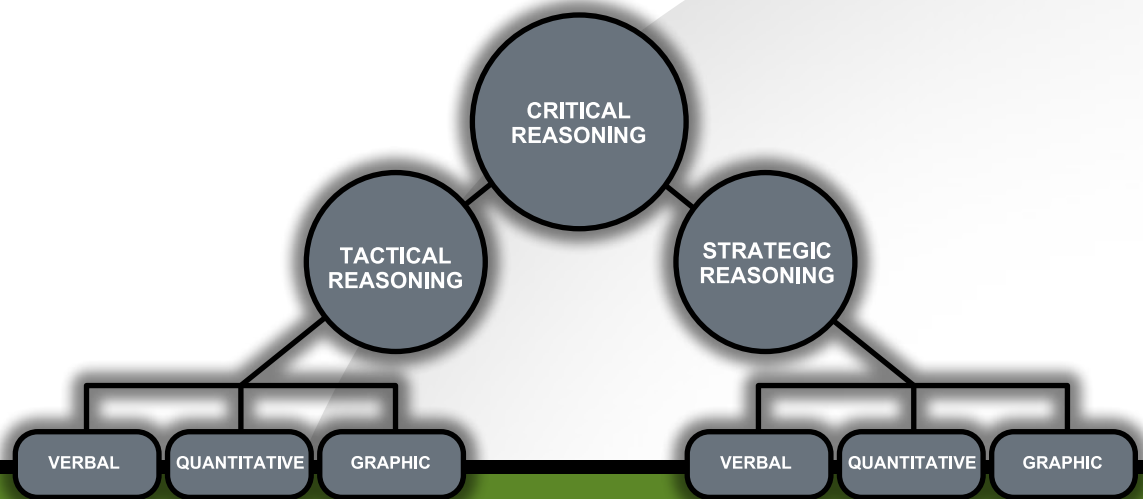 CRITICAL
REASONING
TACTICAL
REASONING
STRATEGIC
REASONING
VERBAL
QUANTITATIVE
GRAPHIC
VERBAL
QUANTITATIVE
GRAPHIC